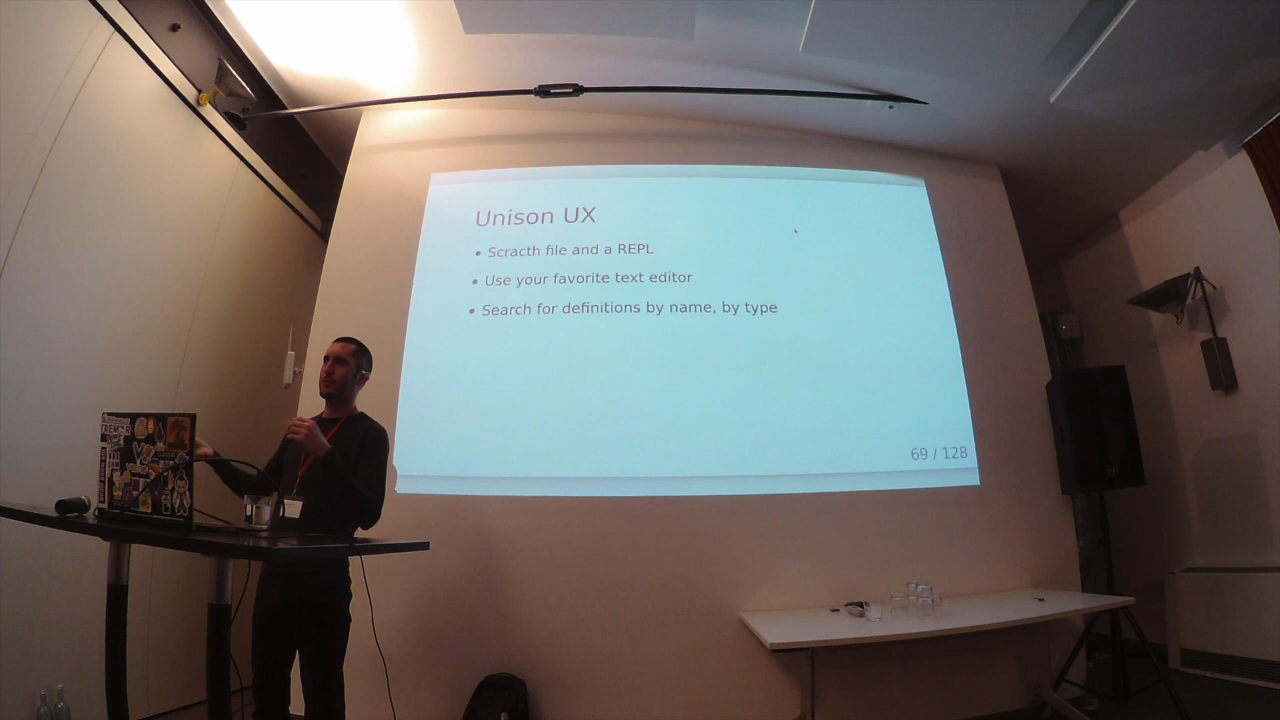 Unison UX
• Scracth file and a REPL
• Use your favorite text editor
• Search for definitions by name, by type
69 / 128